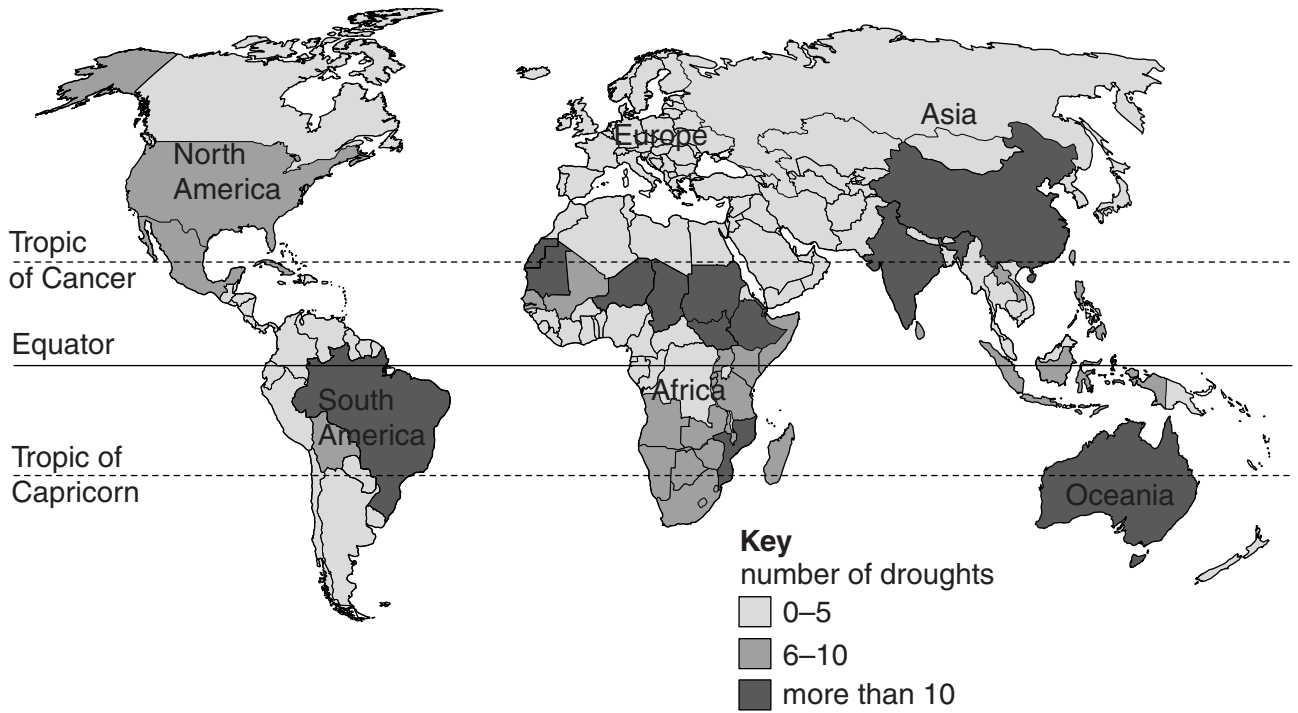 Asia
Europe
North
America
Tropic
of Cancer
Equator
Africa
South
America
Tropic of
Capricorn
Oceania
Key
number of droughts
0–5
6–10
more than 10